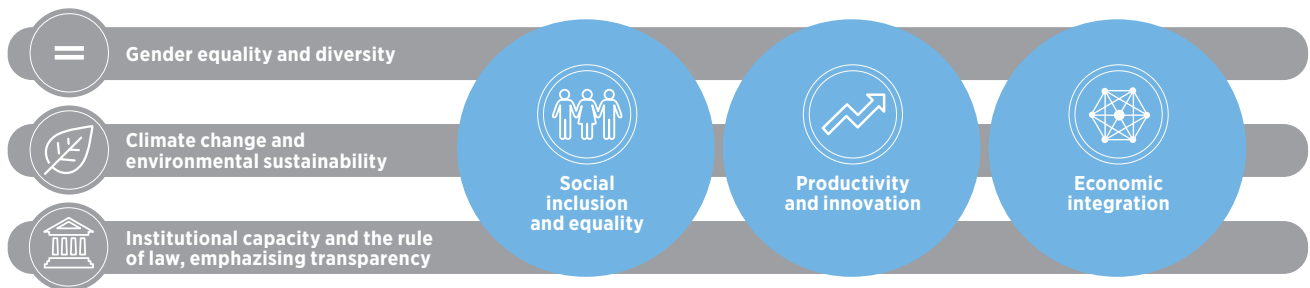 Gender equality and diversity
Climate change and
environmental sustainability
Institutional capacity and the rule
of law, emphazising transparency
Social
inclusion
and equality
Productivity
and innovation
Economic
integration